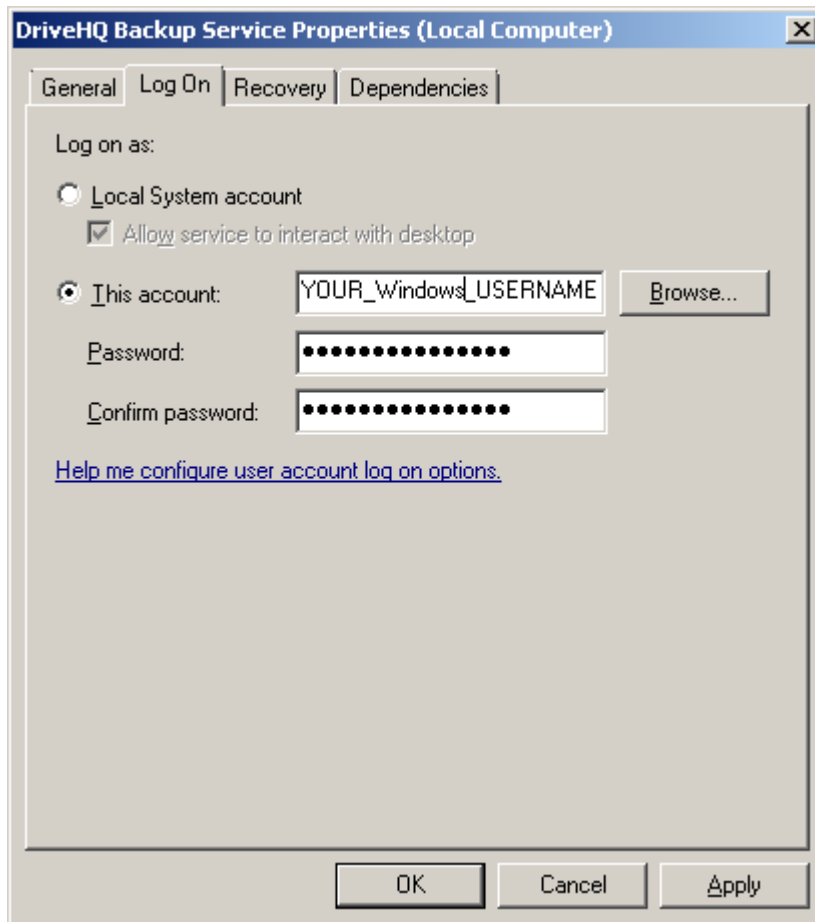 DriveHQ Backup Service Properties (Local Computer)
General Log On Recovery Dependencies
Log on as:
Local System account
Allow service to interact with desktop
This account: YOUR_Windows_USERNAME Browse...
Password: •••••••••••••••
Confirm password: •••••••••••••••
Help me configure user account log on options.
OK Cancel Apply